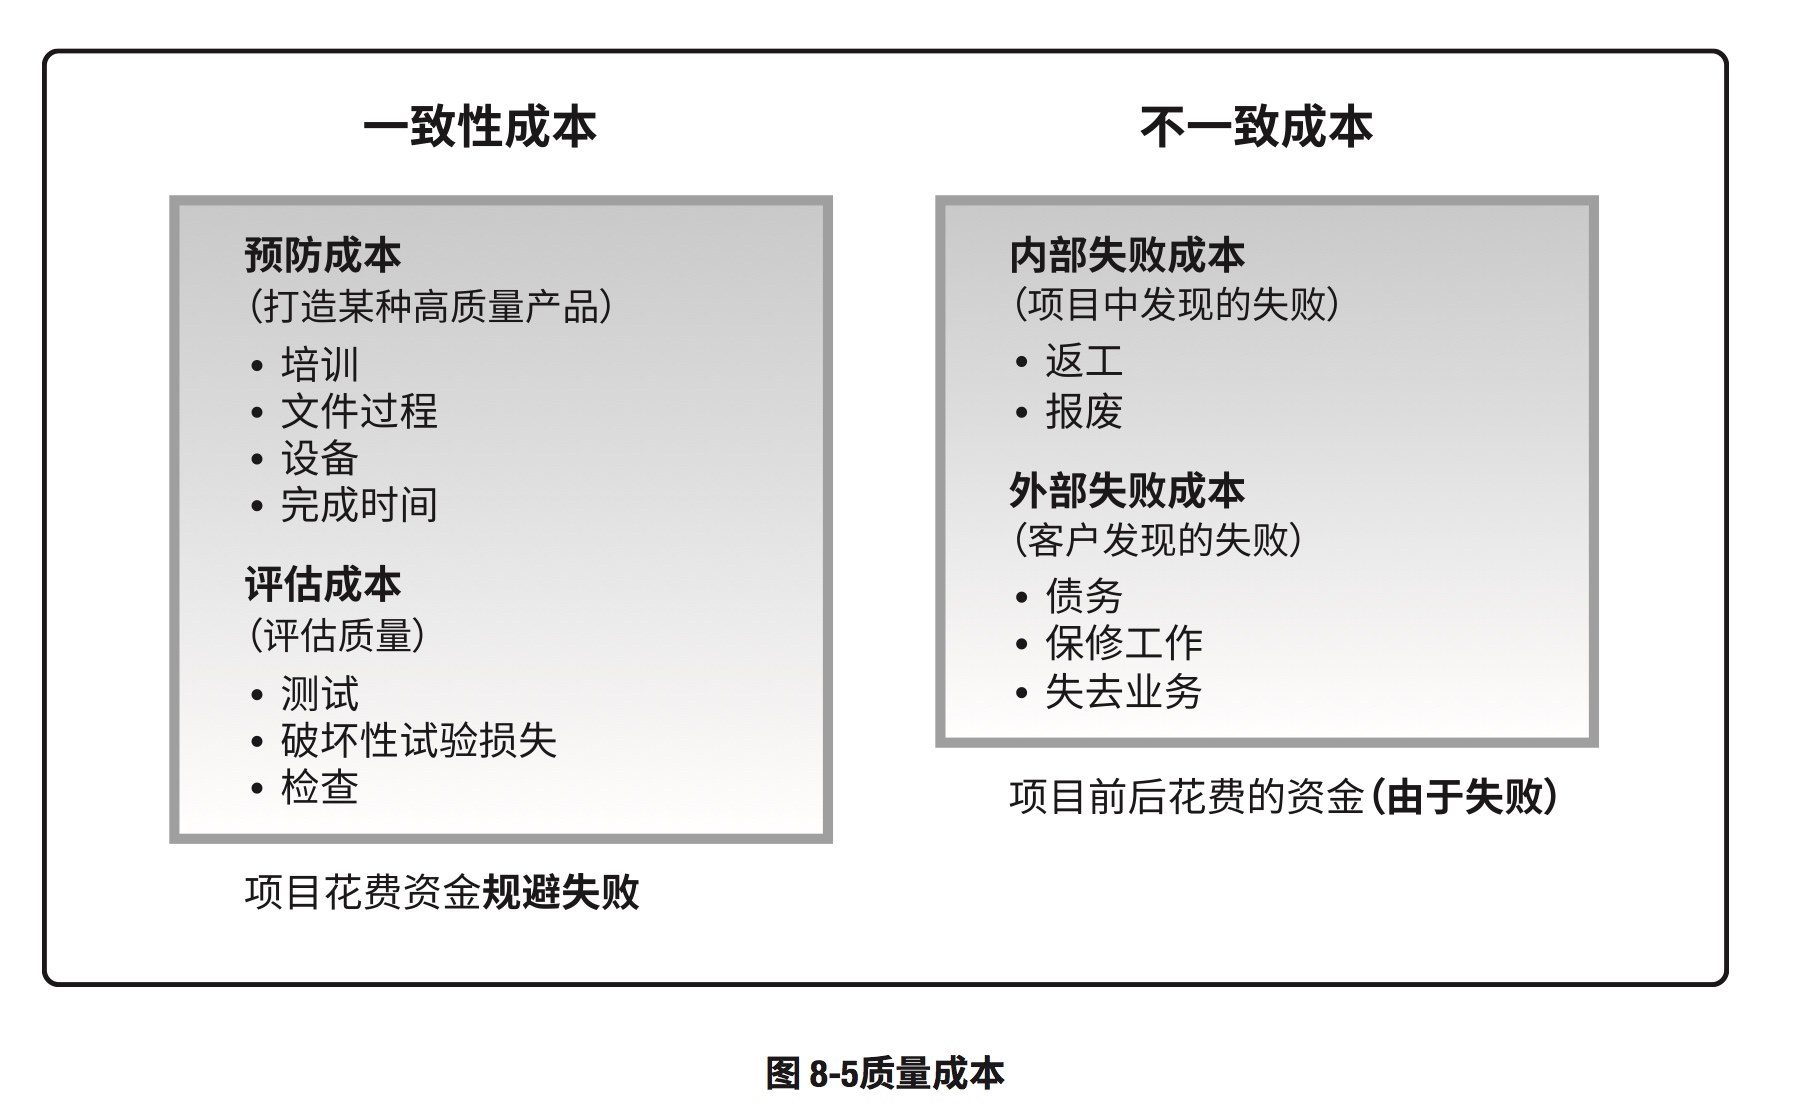 一致性成本
预防成本
（打造某种高质量产品）
• 培训
• 文件过程
• 设备
• 完成时间
评估成本
（评估质量）
• 测试
• 破坏性试验损失
• 检查
项目花费资金规避失败
不一致成本
内部失败成本
（项目中发现的失败）
• 返工
• 报废
外部失败成本
（客户发现的失败）
• 债务
• 保修工作
• 失去业务
项目前后花费的资金（由于失败）
图 8-5质量成本